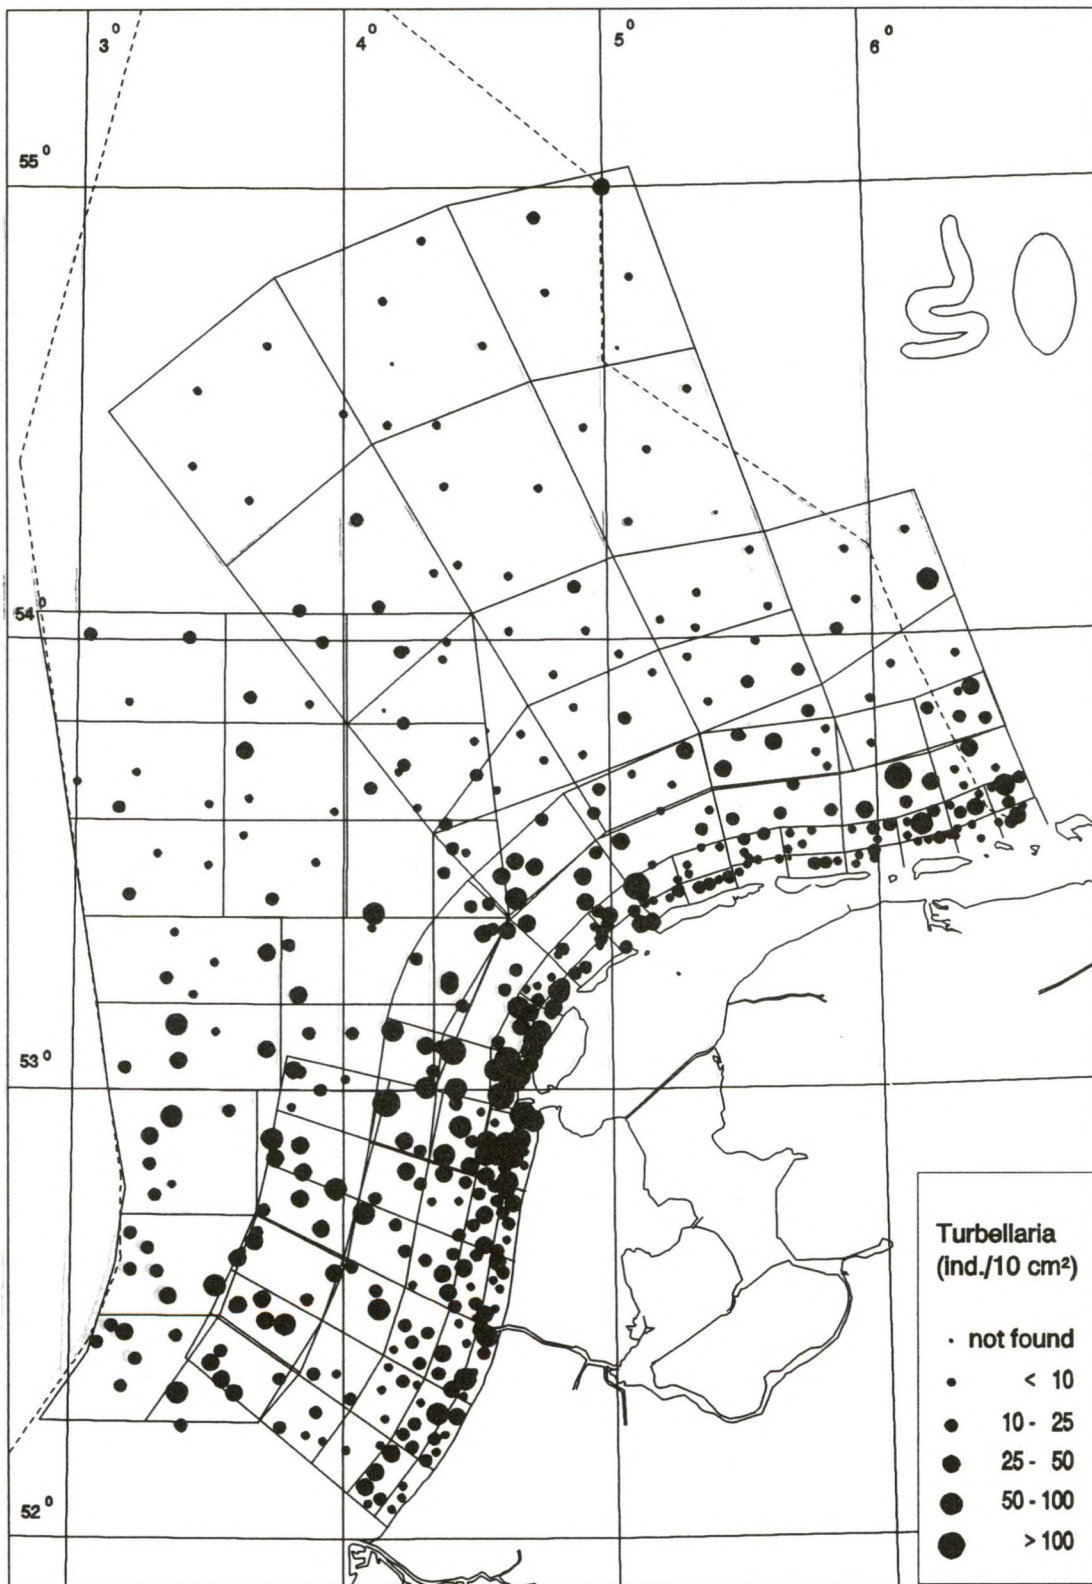 3⁰
4⁰
5⁰
6⁰
55⁰
54⁰
53⁰
52⁰
Turbellaria
(ind./10 cm²)
· not found
< 10
10 - 25
25 - 50
50 - 100
> 100